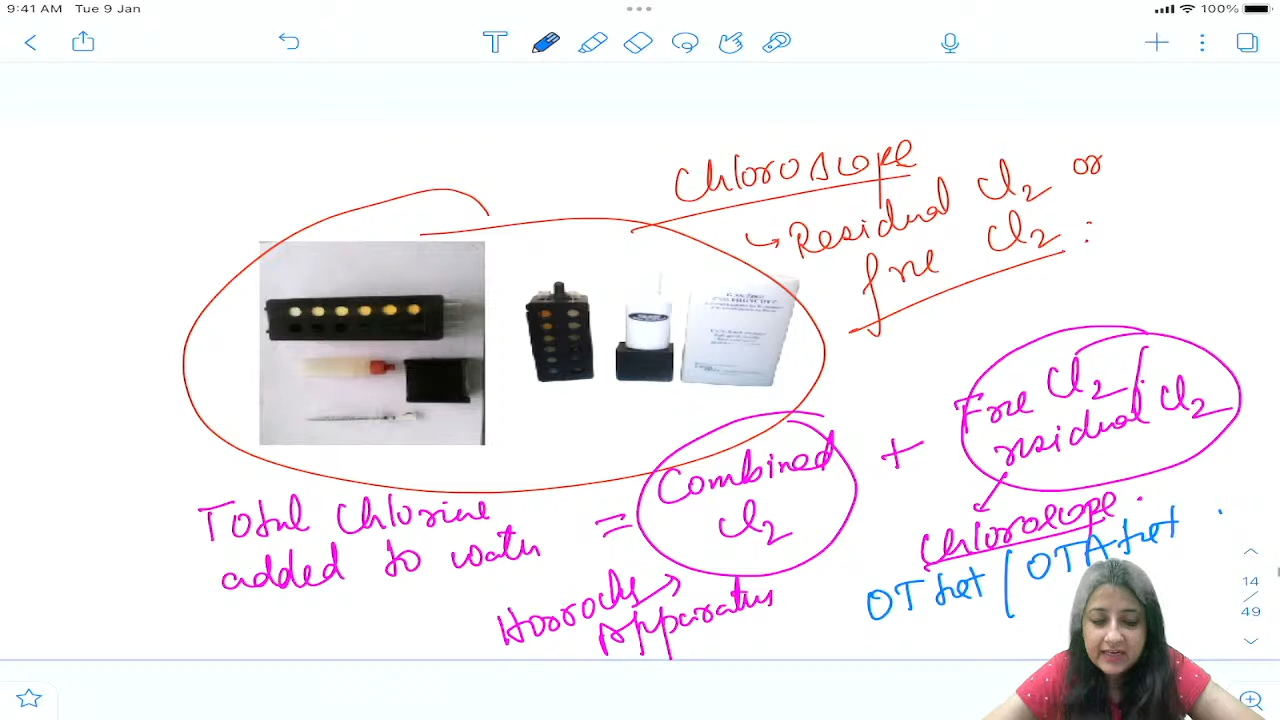 9:41 AM Tue 9 Jan
100%
T
Chloroscope
Residual Cl2 or
free Cl2 :
Total Chlorine
added to water
=
Combined
Cl2
+
Free Cl2 /
residual Cl2
Chloroscope.
OT test / OTA test
Horrocks
Apparatus
14
/
49